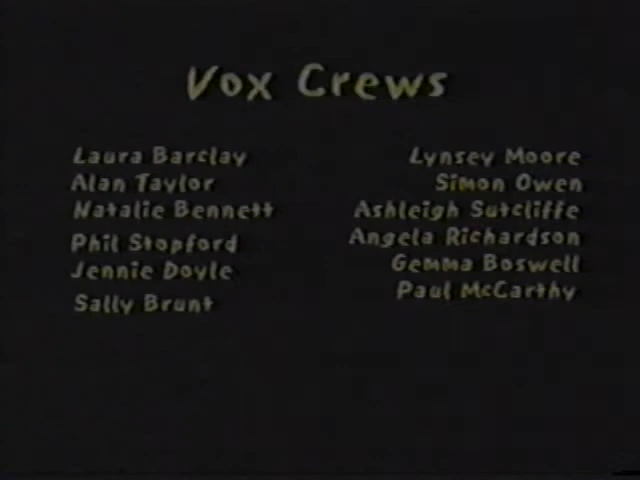 Vox Crews
Laura Barclay
Alan Taylor
Natalie Bennett
Phil Stopford
Jennie Doyle
Sally Brunt
Lynsey Moore
Simon Owen
Ashleigh Sutcliffe
Angela Richardson
Gemma Boswell
Paul McCarthy